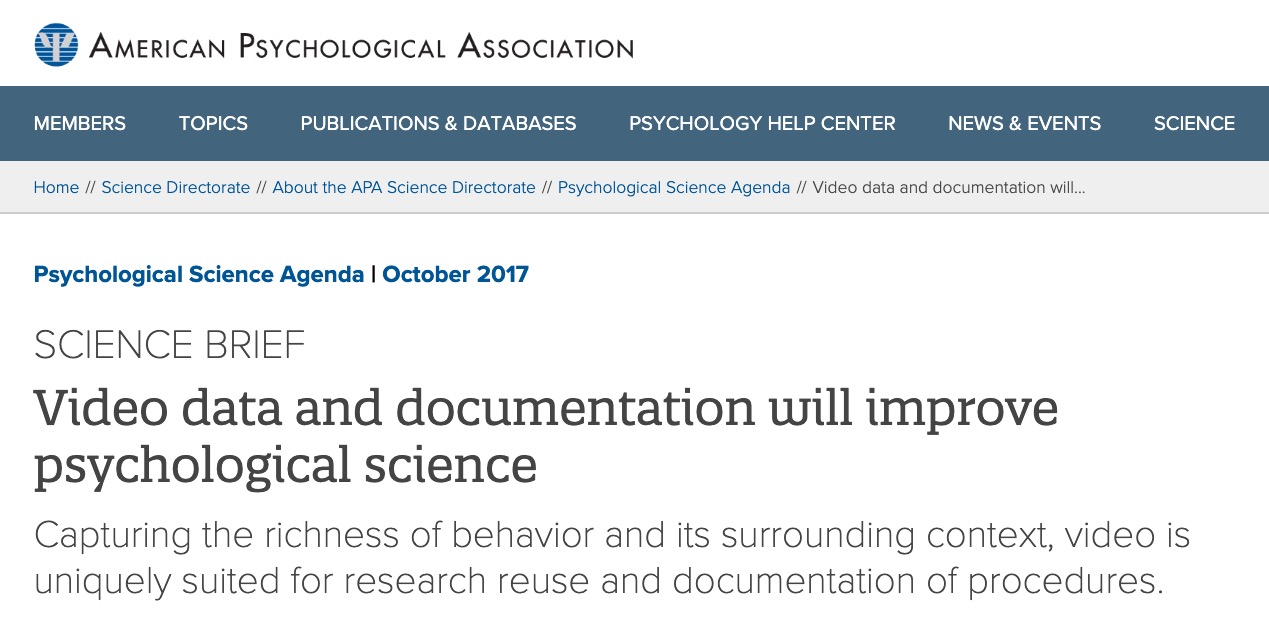 AMERICAN PSYCHOLOGICAL ASSOCIATION
MEMBERS TOPICS PUBLICATIONS & DATABASES PSYCHOLOGY HELP CENTER NEWS & EVENTS SCIENCE
Home // Science Directorate // About the APA Science Directorate // Psychological Science Agenda // Video data and documentation will...
Psychological Science Agenda | October 2017
SCIENCE BRIEF
Video data and documentation will improve
psychological science
Capturing the richness of behavior and its surrounding context, video is
uniquely suited for research reuse and documentation of procedures.